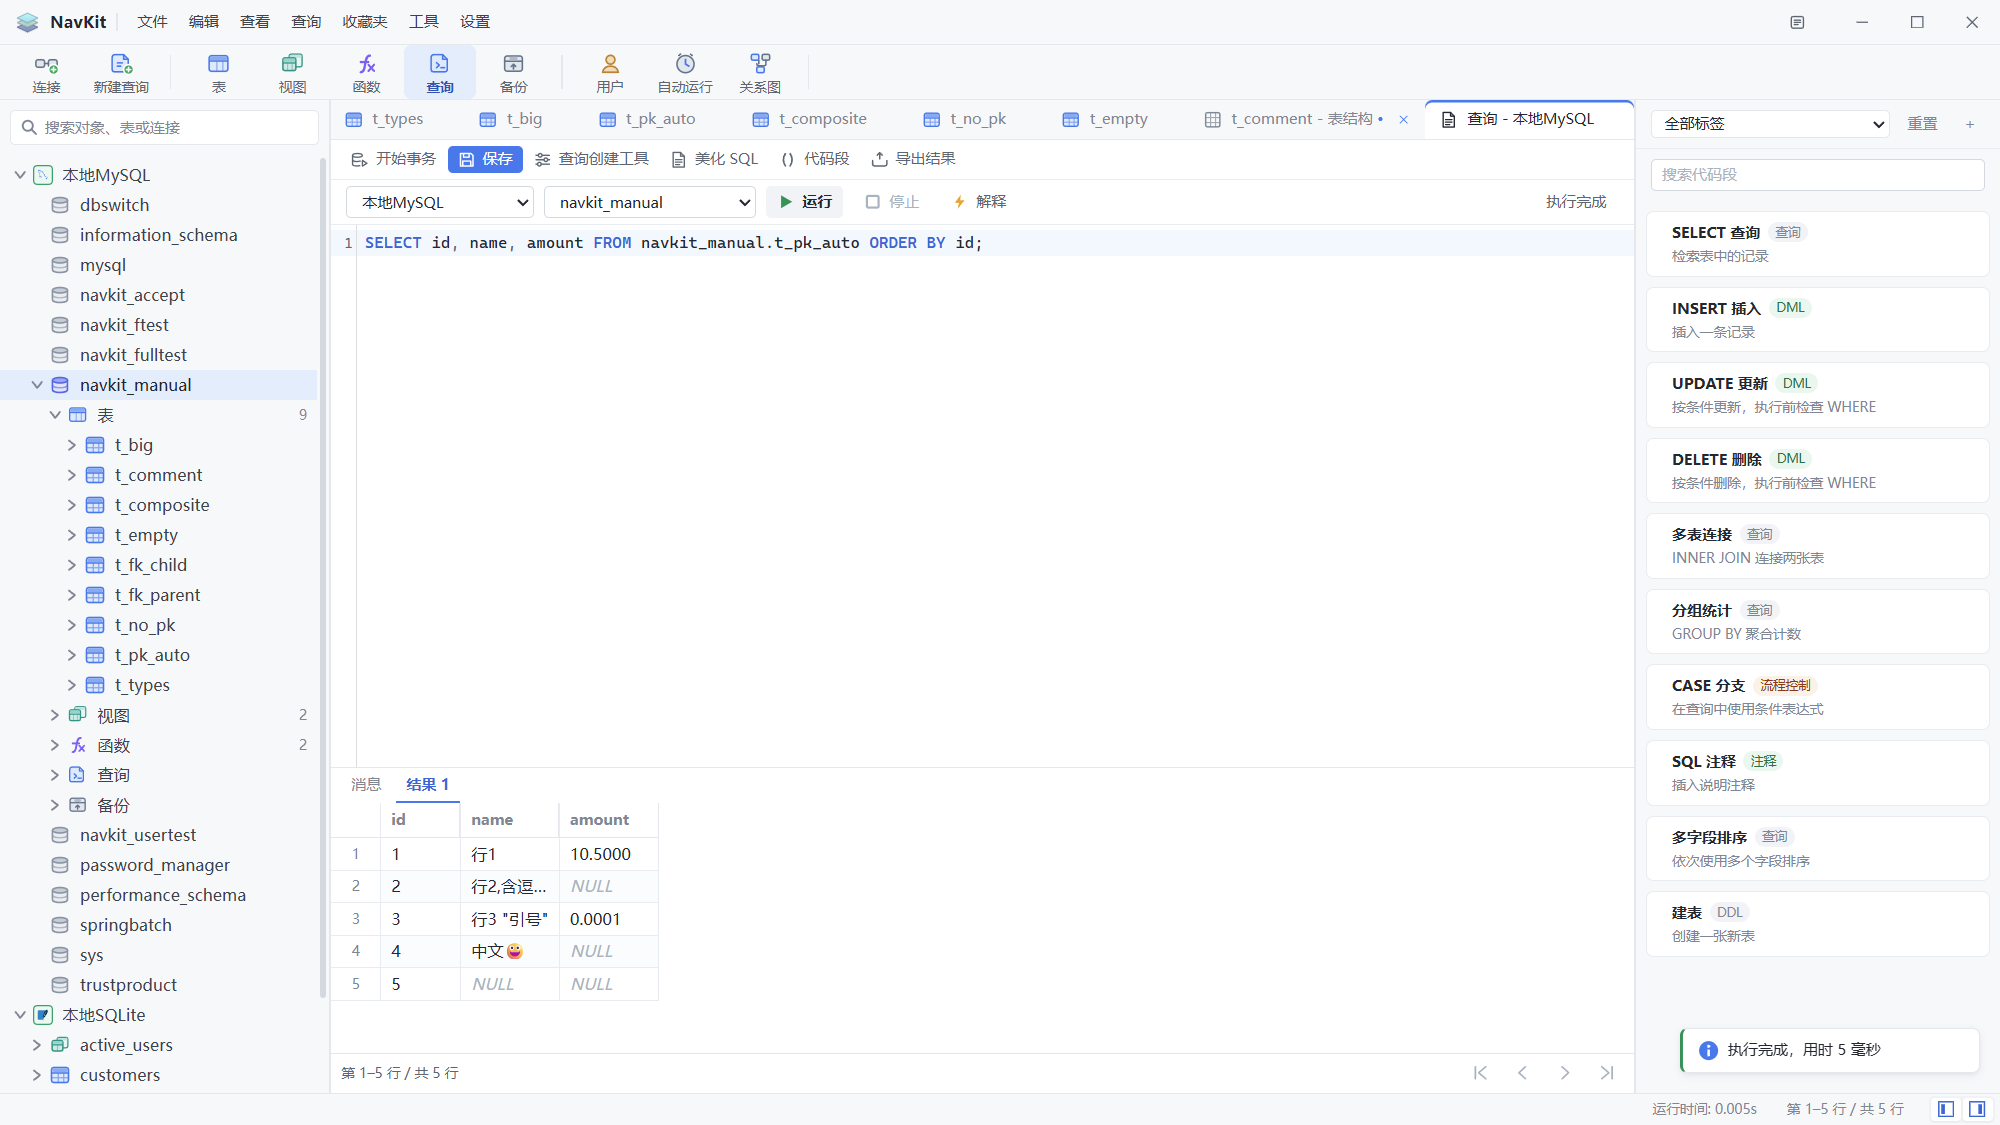 NavKit 文件 编辑 查看 查询 收藏夹 工具 设置
连接 新建查询 表 视图 函数 查询 备份 用户 自动运行 关系图
搜索对象、表或连接
本地MySQL
dbswitch
information_schema
mysql
navkit_accept
navkit_ftest
navkit_fulltest
navkit_manual
表 9
t_big
t_comment
t_composite
t_empty
t_fk_child
t_fk_parent
t_no_pk
t_pk_auto
t_types
视图 2
函数 2
查询
备份
navkit_usertest
password_manager
performance_schema
springbatch
sys
trustproduct
本地SQLite
active_users
customers
t_types t_big t_pk_auto t_composite t_no_pk t_empty t_comment - 表结构 • × 查询 - 本地MySQL
开始事务 保存 查询创建工具 美化 SQL () 代码段 导出结果
本地MySQL navkit_manual 运行 停止 解释 执行完成
1 SELECT id, name, amount FROM navkit_manual.t_pk_auto ORDER BY id;
消息 结果 1
id name amount
1 1 行1 10.5000
2 2 行2,含逗... NULL
3 3 行3 "引号" 0.0001
4 4 中文😀 NULL
5 5 NULL NULL
第 1–5 行 / 共 5 行
全部标签 重置 +
搜索代码段
SELECT 查询 查询
检索表中的记录
INSERT 插入 DML
插入一条记录
UPDATE 更新 DML
按条件更新，执行前检查 WHERE
DELETE 删除 DML
按条件删除，执行前检查 WHERE
多表连接 查询
INNER JOIN 连接两张表
分组统计 查询
GROUP BY 聚合计数
CASE 分支 流程控制
在查询中使用条件表达式
SQL 注释 注释
插入说明注释
多字段排序 查询
依次使用多个字段排序
建表 DDL
创建一张新表
执行完成，用时 5 毫秒
运行时间: 0.005s 第 1–5 行 / 共 5 行